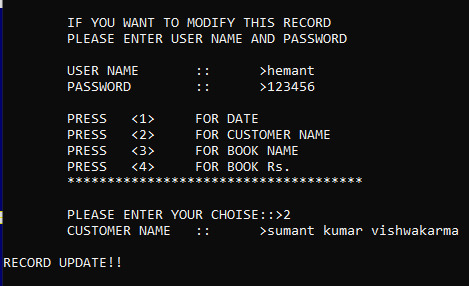 IF YOU WANT TO MODIFY THIS RECORD
PLEASE ENTER USER NAME AND PASSWORD
USER NAME :: >hemant
PASSWORD :: >123456
PRESS <1> FOR DATE
PRESS <2> FOR CUSTOMER NAME
PRESS <3> FOR BOOK NAME
PRESS <4> FOR BOOK Rs.
*************************************
PLEASE ENTER YOUR CHOISE::>2
CUSTOMER NAME :: >sumant kumar vishwakarma
RECORD UPDATE!!